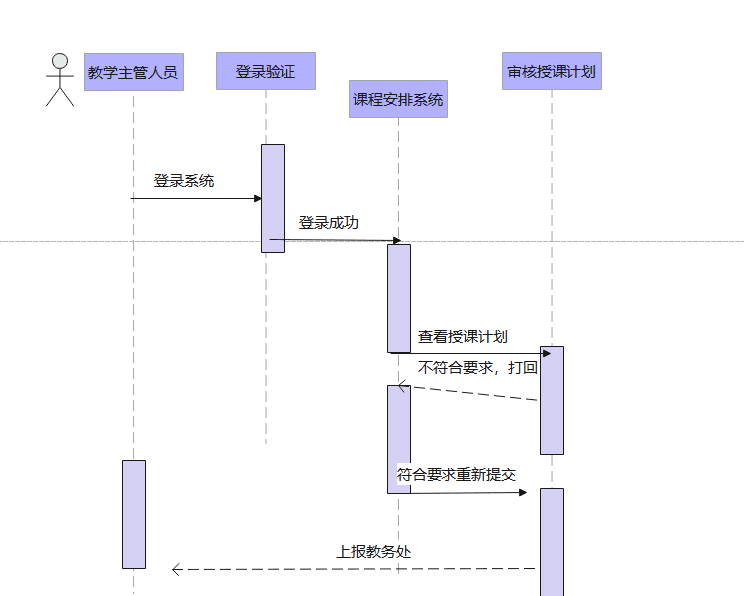 教学主管人员
登录验证
课程安排系统
审核授课计划
登录系统
登录成功
查看授课计划
不符合要求，打回
符合要求重新提交
上报教务处